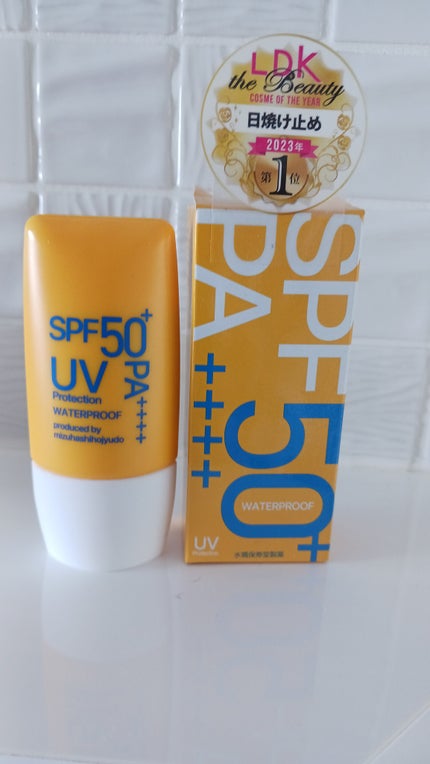 LDK
the Beauty
COSME OF THE YEAR
日焼け止め
2023年
第1位
SPF50+
PA++++
UV
Protection
WATERPROOF
produced by
mizuhashihojyudo
SPF 50+
PA++++
WATERPROOF
UV
Protection
水橋保寿堂製薬